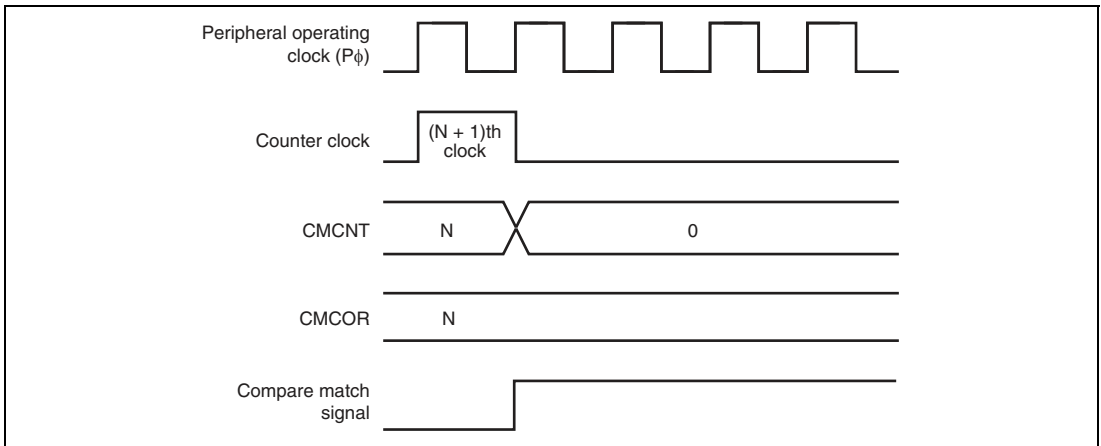 Peripheral operating
clock (Pϕ)
Counter clock
(N + 1)th
clock
CMCNT
N
0
CMCOR
N
Compare match
signal